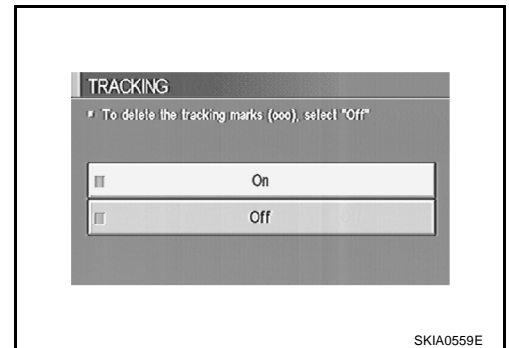 TRACKING
To delete the tracking marks (ooo), select "Off"
On
Off
SKIA0559E